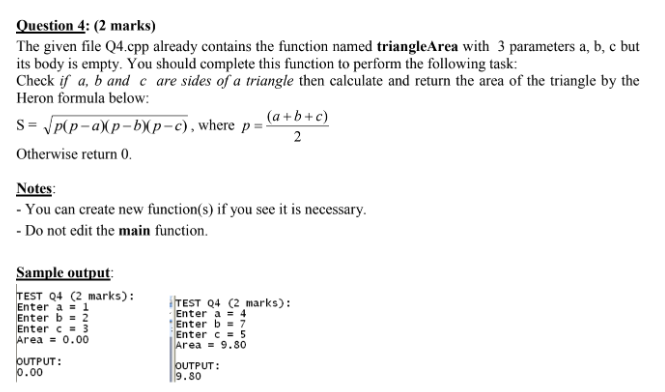 Question 4: (2 marks)
The given file Q4.cpp already contains the function named triangleArea with 3 parameters a, b, c but
its body is empty. You should complete this function to perform the following task:
Check if a, b and c are sides of a triangle then calculate and return the area of the triangle by the
Heron formula below:
S = √p(p−a)(p−b)(p−c), where p = (a+b+c)/2
Otherwise return 0.
Notes:
- You can create new function(s) if you see it is necessary.
- Do not edit the main function.
Sample output:
TEST Q4 (2 marks):
Enter a = 1
Enter b = 2
Enter c = 3
Area = 0.00
OUTPUT:
0.00
TEST Q4 (2 marks):
Enter a = 4
Enter b = 7
Enter c = 5
Area = 9.80
OUTPUT:
9.80